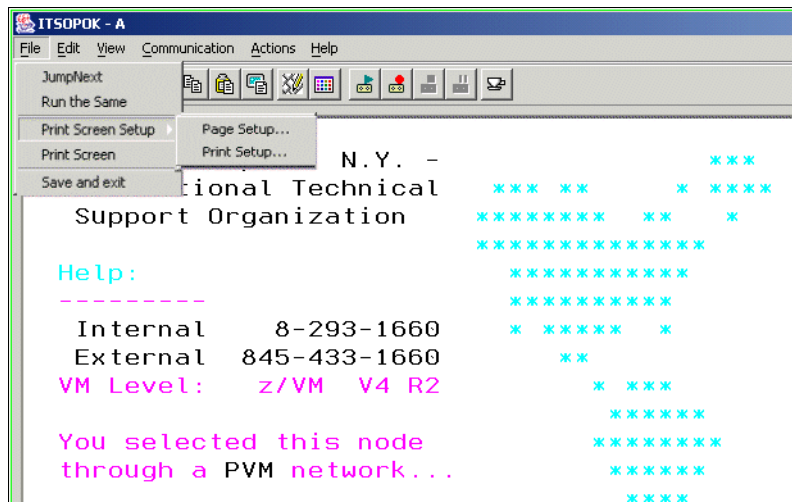 ITSOPOK - A
File Edit View Communication Actions Help
JumpNext
Run the Same
Print Screen Setup
Page Setup...
Print Setup...
Print Screen
Save and exit
N.Y. - ***
tional Technical *** ** * ****
Support Organization ******** ** *
**************
Help: ***********
--------- **********
Internal 8-293-1660 * ***** *
External 845-433-1660 **
VM Level: z/VM V4 R2 * ***
******
You selected this node ********
through a PVM network... ******
****